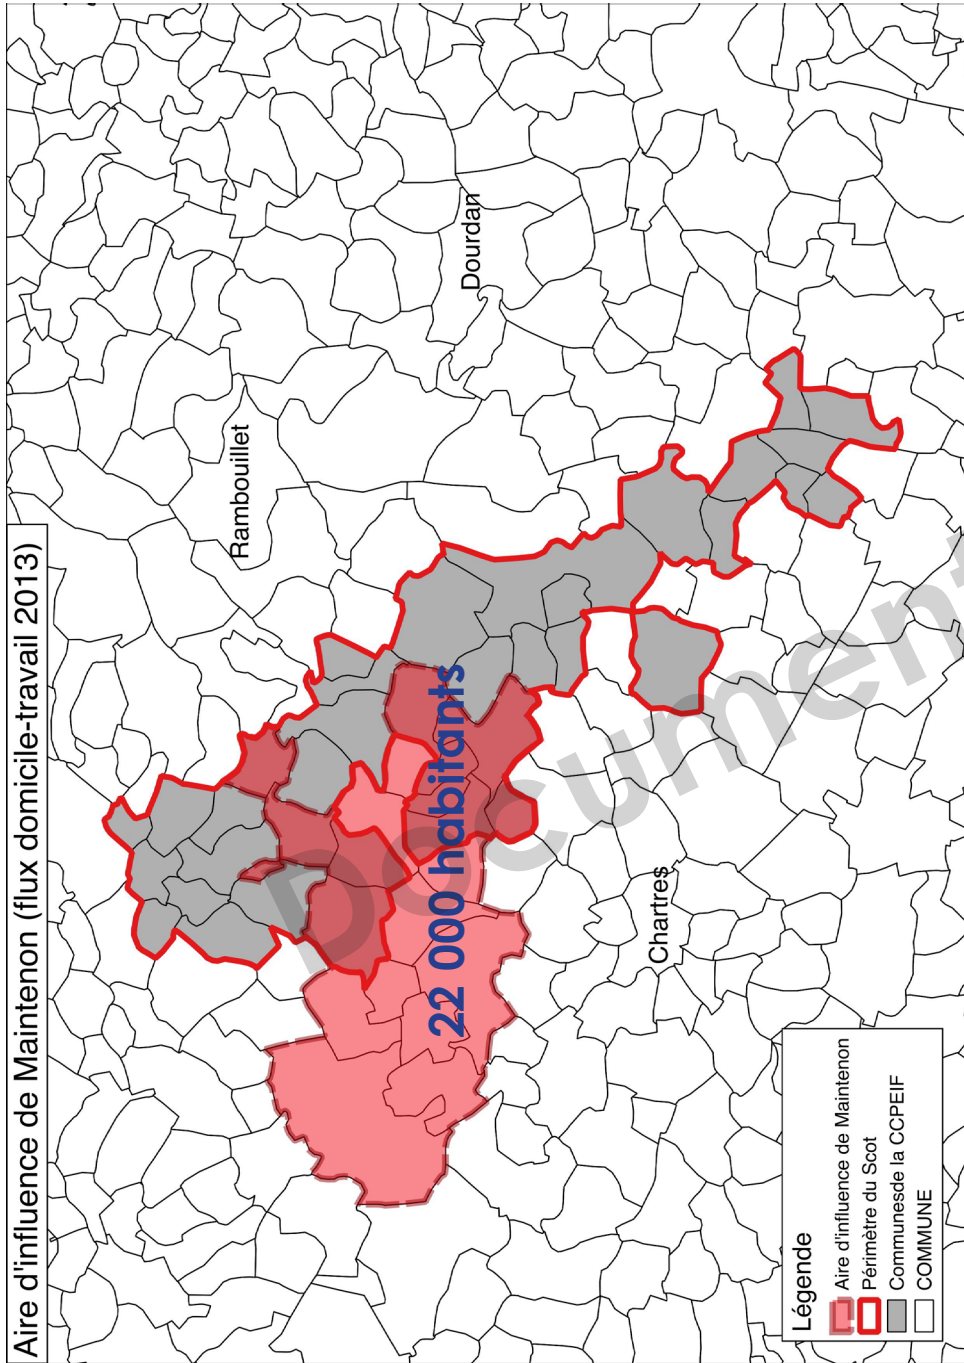 Aire d'influence de Maintenon (flux domicile-travail 2013)
Rambouillet
Dourdan
22 000 habitants
Chartres
Document
Légende
Aire d'influence de Maintenon
Périmètre du Scot
Communesde la CCPEIF
COMMUNE